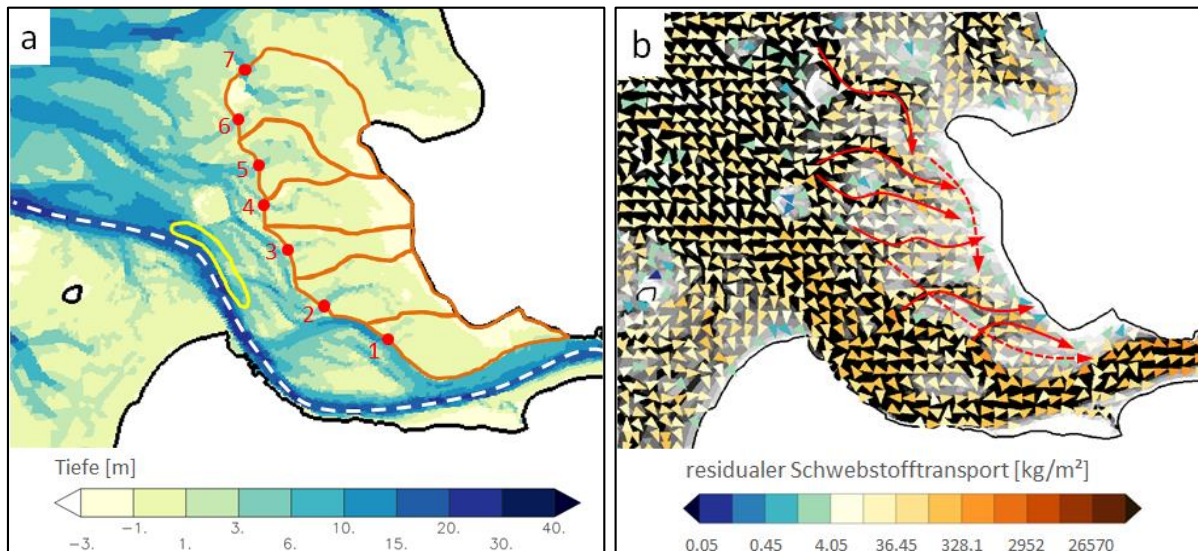 a
7
6
5
4
3
2
1
Tiefe [m]
−3. −1. 1. 3. 6. 10. 15. 20. 30. 40.
b
residualer Schwebstofftransport [kg/m²]
0.05 0.45 4.05 36.45 328.1 2952 26570